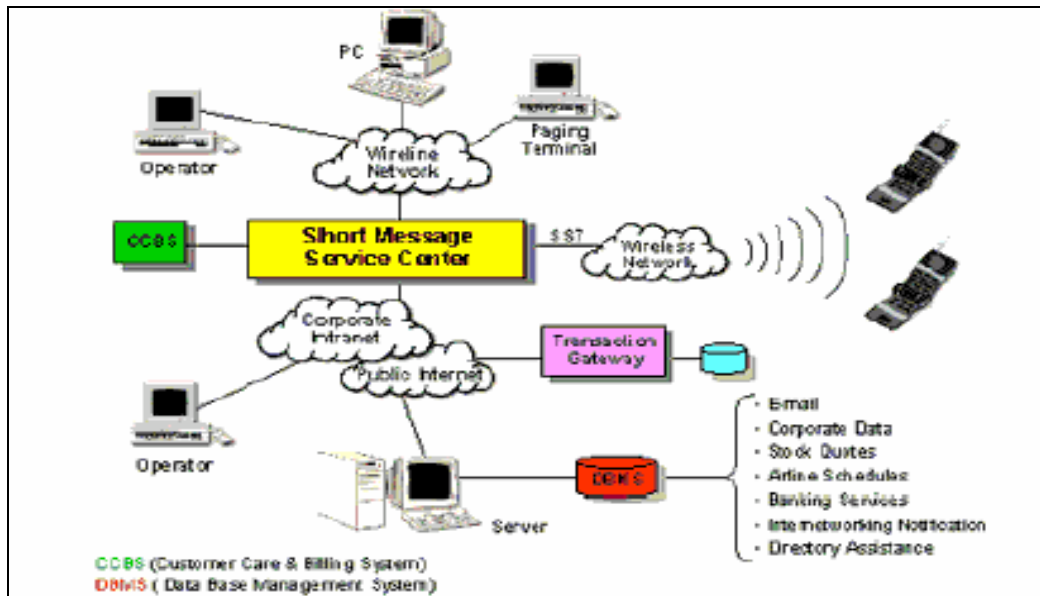 PC
Paging
Terminal
Operator
Wireline
Network
CCBS
Short Message
Service Center
SS7
Wireless
Network
Corporate
Intranet
Public Internet
Transaction
Gateway
Operator
Server
DBMS
· E-mail
· Corporate Data
· Stock Quotes
· Airline Schedules
· Banking Services
· Internetworking Notification
· Directory Assistance
CCBS (Customer Care & Billing System)
DBMS ( Data Base Management System)